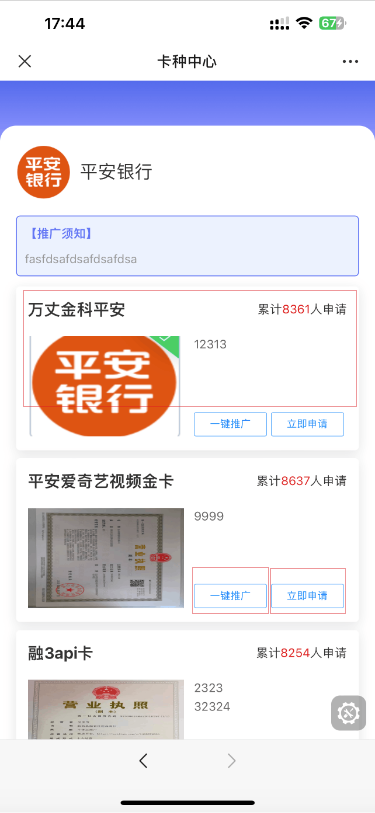 17:44
67
卡种中心
平安
银行
平安银行
【推广须知】
fasfdsafdsafdsafdsa
万丈金科平安
累计8361人申请
平安
银行
12313
一键推广
立即申请
平安爱奇艺视频金卡
累计8637人申请
营业执照
9999
一键推广
立即申请
融3api卡
累计8254人申请
营业执照
2323
32324